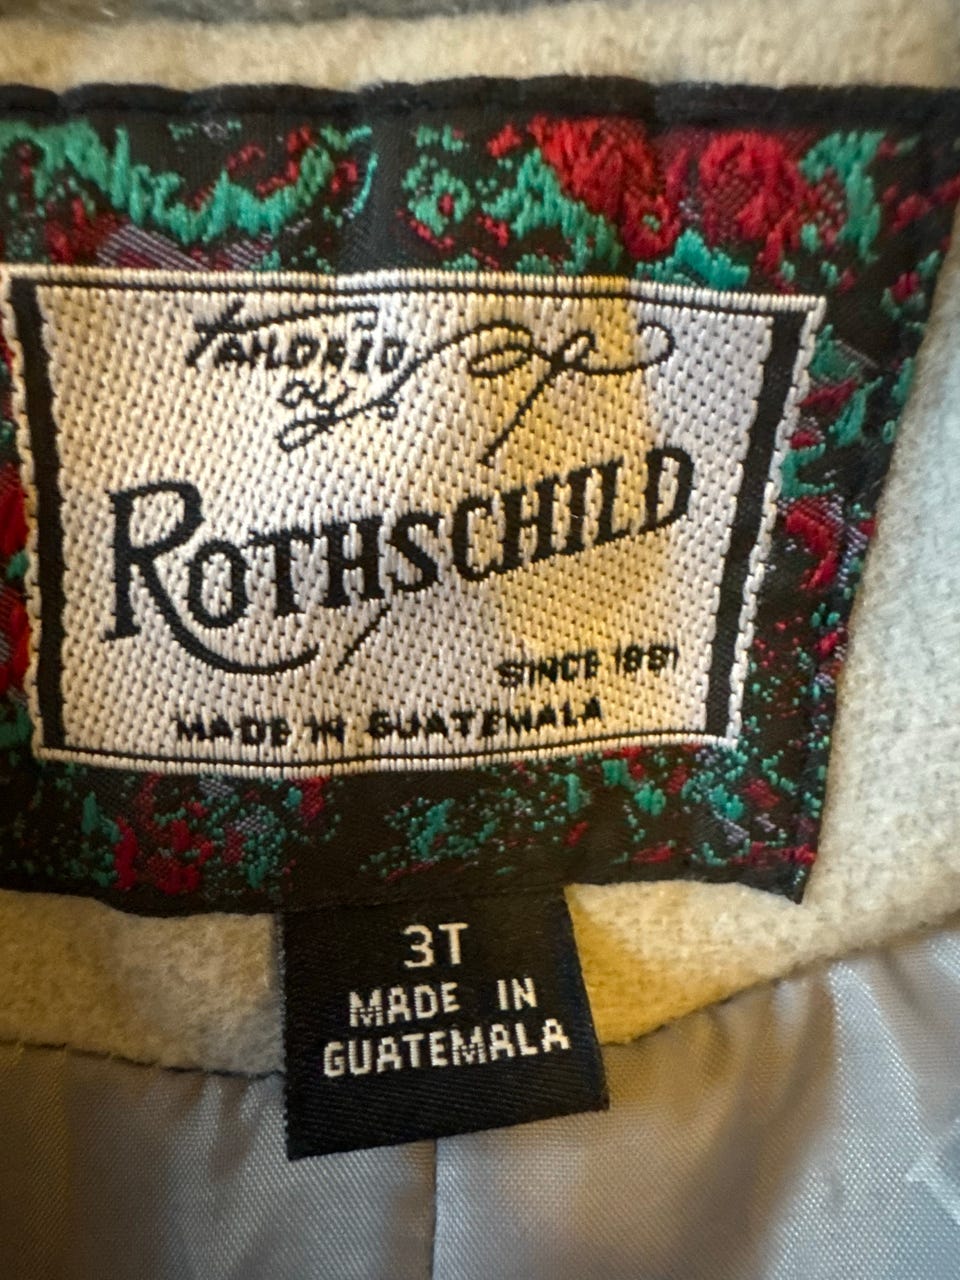 TAILORED
by
ROTHSCHILD
SINCE 1881
MADE IN GUATEMALA
3T
MADE IN
GUATEMALA